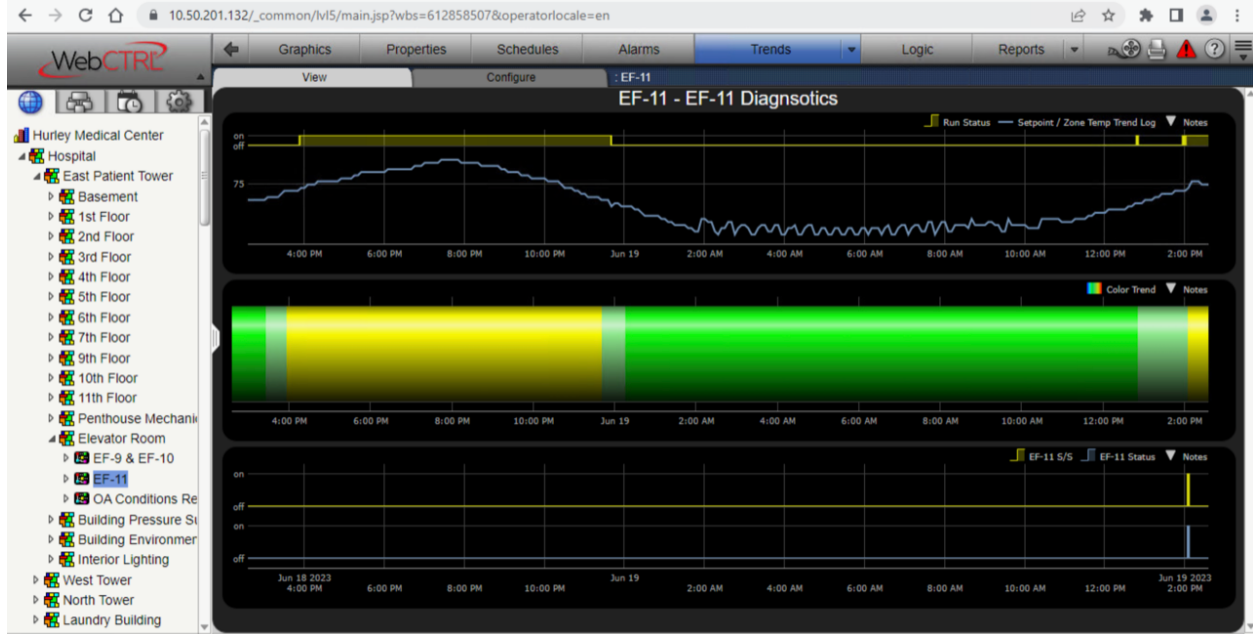 10.50.201.132/_common/lvl5/main.jsp?wbs=612858507&operatorlocale=en
WebCTRL
Graphics Properties Schedules Alarms Trends Logic Reports
View Configure : EF-11
Hurley Medical Center
Hospital
East Patient Tower
Basement
1st Floor
2nd Floor
3rd Floor
4th Floor
5th Floor
6th Floor
7th Floor
9th Floor
10th Floor
11th Floor
Penthouse Mechani
Elevator Room
EF-9 & EF-10
EF-11
OA Conditions Re
Building Pressure Su
Building Environmer
Interior Lighting
West Tower
North Tower
Laundry Building
EF-11 - EF-11 Diagnsotics
Run Status Setpoint / Zone Temp Trend Log Notes
on
off
75
4:00 PM 6:00 PM 8:00 PM 10:00 PM Jun 19 2:00 AM 4:00 AM 6:00 AM 8:00 AM 10:00 AM 12:00 PM 2:00 PM
Color Trend Notes
4:00 PM 6:00 PM 8:00 PM 10:00 PM Jun 19 2:00 AM 4:00 AM 6:00 AM 8:00 AM 10:00 AM 12:00 PM 2:00 PM
EF-11 S/S EF-11 Status Notes
on
off
on
off
Jun 18 2023 Jun 19 Jun 19 2023
4:00 PM 6:00 PM 8:00 PM 10:00 PM 2:00 AM 4:00 AM 6:00 AM 8:00 AM 10:00 AM 12:00 PM 2:00 PM